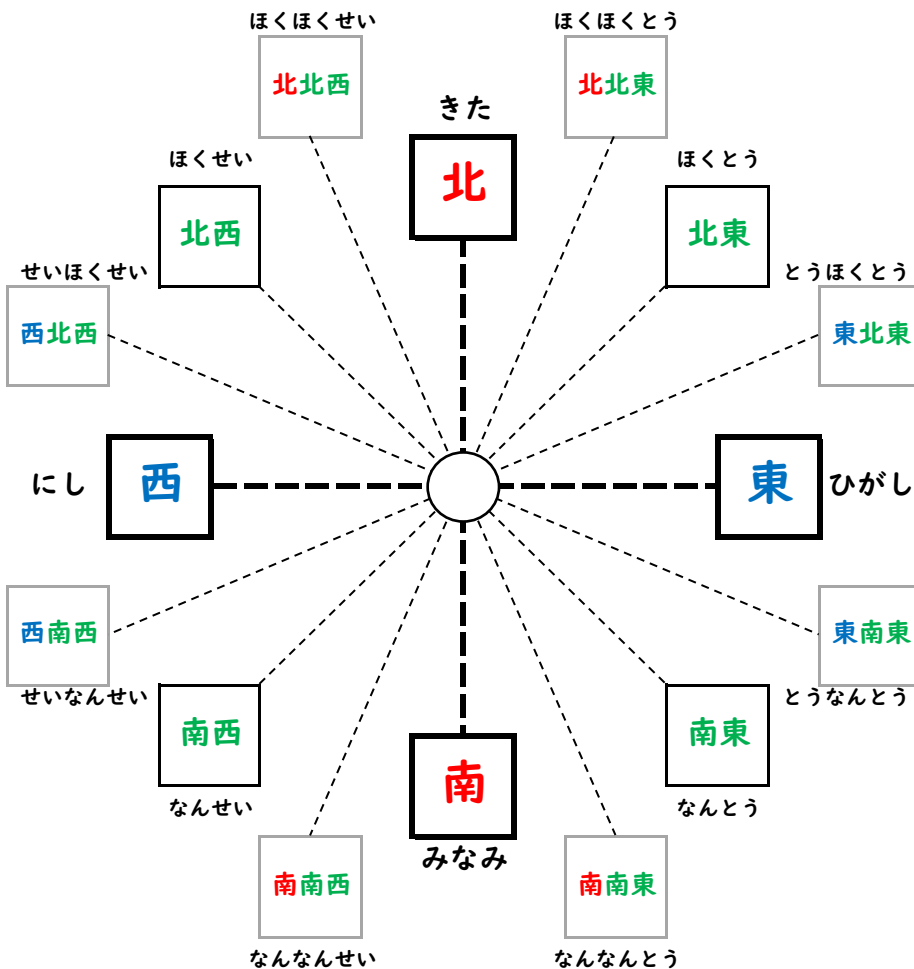 ほくほくせい
北北西
ほくほくとう
北北東
きた
北
ほくせい
北西
ほくとう
北東
せいほくせい
西北西
とうほくとう
東北東
にし
西
東
ひがし
西南西
せいなんせい
東南東
とうなんとう
南西
なんせい
南東
なんとう
南
みなみ
南南西
なんなんせい
南南東
なんなんとう